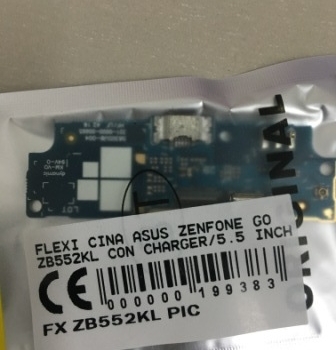 ORIGINAL
FLEXI CINA ASUS ZENFONE GO
ZB552KL CON CHARGER/5.5 INCH
CE
000000 199383
FX ZB552KL PIC